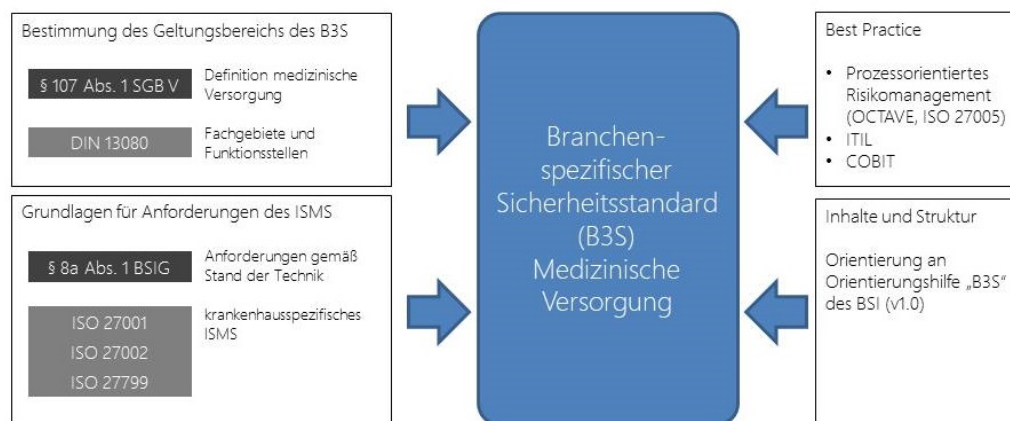 Bestimmung des Geltungsbereichs des B3S
§ 107 Abs. 1 SGB V
Definition medizinische
Versorgung
DIN 13080
Fachgebiete und
Funktionsstellen
Grundlagen für Anforderungen des ISMS
§ 8a Abs. 1 BSIG
Anforderungen gemäß
Stand der Technik
ISO 27001
ISO 27002
ISO 27799
krankenhausspezifisches
ISMS
Branchen-
spezifischer
Sicherheitsstandard
(B3S)
Medizinische
Versorgung
Best Practice
• Prozessorientiertes
Risikomanagement
(OCTAVE, ISO 27005)
• ITIL
• COBIT
Inhalte und Struktur
Orientierung an
Orientierungshilfe „B3S“
des BSI (v1.0)